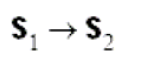 S₁ → S₂